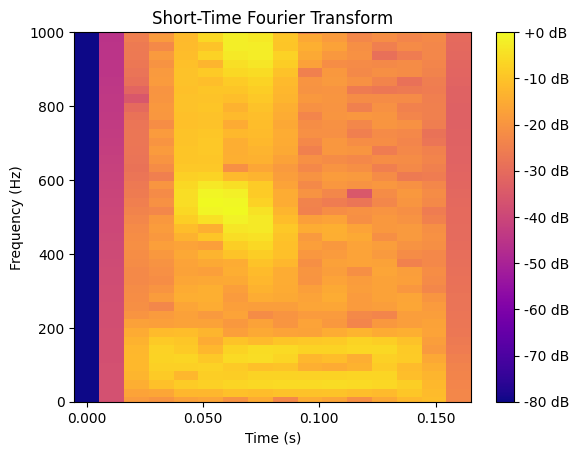 Short-Time Fourier Transform
1000
800
600
400
200
0
Frequency (Hz)
0.000
0.050
0.100
0.150
Time (s)
+0 dB
-10 dB
-20 dB
-30 dB
-40 dB
-50 dB
-60 dB
-70 dB
-80 dB